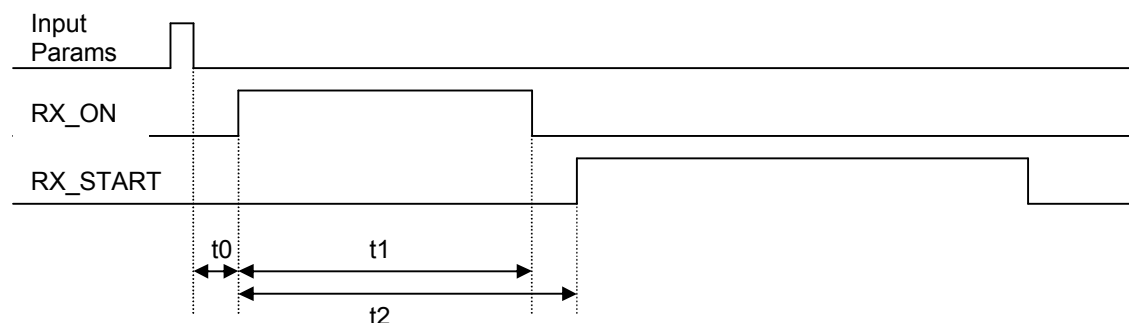 Input
Params
RX_ON
RX_START
t0
t1
t2